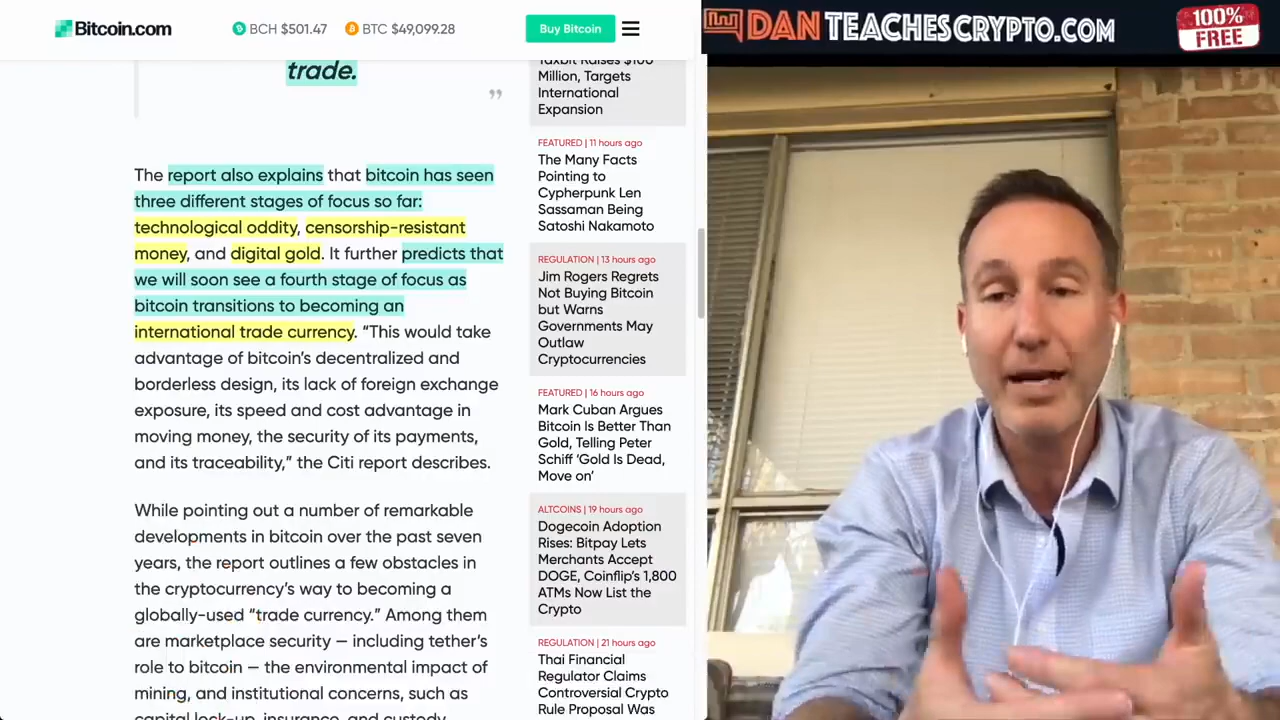 Bitcoin.com
BCH $501.47
BTC $49,099.28
Buy Bitcoin
DANTEACHESCRYPTO.COM
100%
FREE
trade.
”
The report also explains that bitcoin has seen
three different stages of focus so far:
technological oddity, censorship-resistant
money, and digital gold. It further predicts that
we will soon see a fourth stage of focus as
bitcoin transitions to becoming an
international trade currency. “This would take
advantage of bitcoin’s decentralized and
borderless design, its lack of foreign exchange
exposure, its speed and cost advantage in
moving money, the security of its payments,
and its traceability,” the Citi report describes.
While pointing out a number of remarkable
developments in bitcoin over the past seven
years, the report outlines a few obstacles in
the cryptocurrency’s way to becoming a
globally-used “trade currency.” Among them
are marketplace security — including tether’s
role to bitcoin — the environmental impact of
mining, and institutional concerns, such as
capital lock-up, insurance, and custody
Taxbit Raises $100
Million, Targets
International
Expansion
FEATURED | 11 hours ago
The Many Facts
Pointing to
Cypherpunk Len
Sassaman Being
Satoshi Nakamoto
REGULATION | 13 hours ago
Jim Rogers Regrets
Not Buying Bitcoin
but Warns
Governments May
Outlaw
Cryptocurrencies
FEATURED | 16 hours ago
Mark Cuban Argues
Bitcoin Is Better Than
Gold, Telling Peter
Schiff ‘Gold Is Dead,
Move on’
ALTCOINS | 19 hours ago
Dogecoin Adoption
Rises: Bitpay Lets
Merchants Accept
DOGE, Coinflip’s 1,800
ATMs Now List the
Crypto
REGULATION | 21 hours ago
Thai Financial
Regulator Claims
Controversial Crypto
Rule Proposal Was